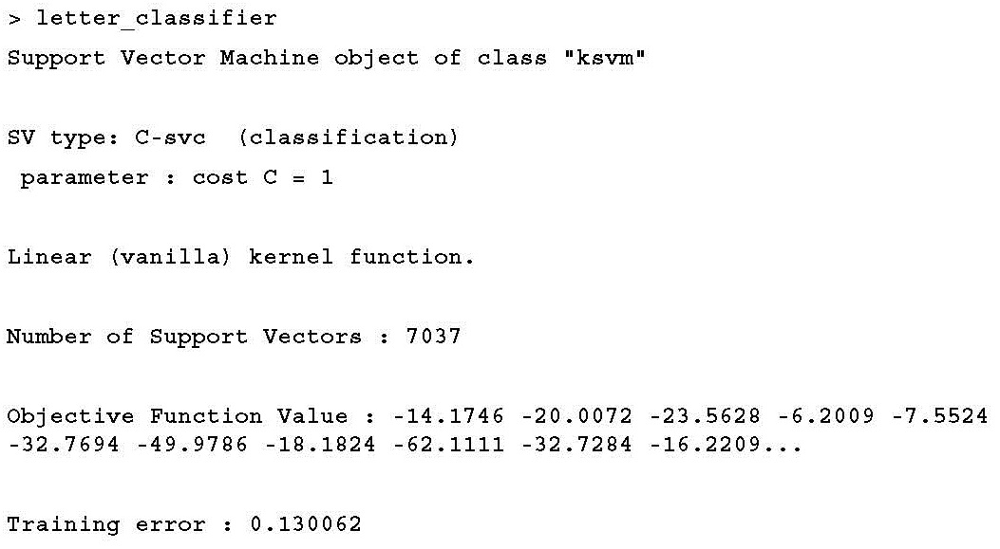 > letter_classifier
Support Vector Machine object of class "ksvm"
SV type: C-svc  (classification)
 parameter : cost C = 1
Linear (vanilla) kernel function.
Number of Support Vectors : 7037
Objective Function Value : -14.1746 -20.0072 -23.5628 -6.2009 -7.5524
-32.7694 -49.9786 -18.1824 -62.1111 -32.7284 -16.2209...
Training error : 0.130062